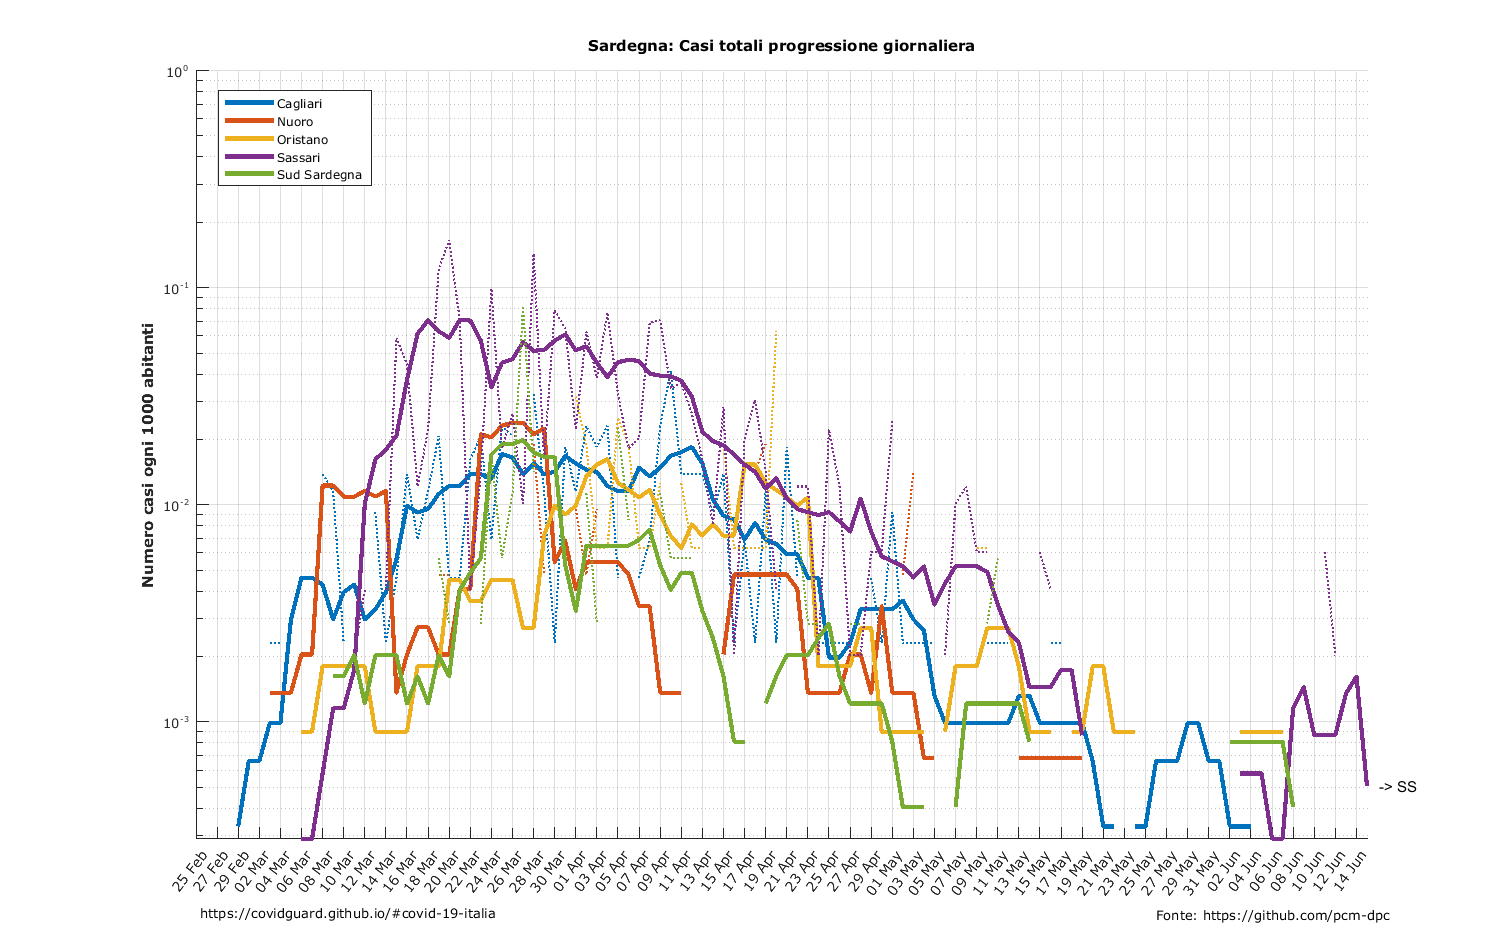 Sardegna: Casi totali progressione giornaliera
10⁰
10⁻¹
10⁻²
10⁻³
Numero casi ogni 1000 abitanti
Cagliari
Nuoro
Oristano
Sassari
Sud Sardegna
-> SS
25 Feb
27 Feb
29 Feb
02 Mar
04 Mar
06 Mar
08 Mar
10 Mar
12 Mar
14 Mar
16 Mar
18 Mar
20 Mar
22 Mar
24 Mar
26 Mar
28 Mar
30 Mar
01 Apr
03 Apr
05 Apr
07 Apr
09 Apr
11 Apr
13 Apr
15 Apr
17 Apr
19 Apr
21 Apr
23 Apr
25 Apr
27 Apr
29 Apr
01 May
03 May
05 May
07 May
09 May
11 May
13 May
15 May
17 May
19 May
21 May
23 May
25 May
27 May
29 May
31 May
02 Jun
04 Jun
06 Jun
08 Jun
10 Jun
12 Jun
14 Jun
https://covidguard.github.io/#covid-19-italia
Fonte: https://github.com/pcm-dpc